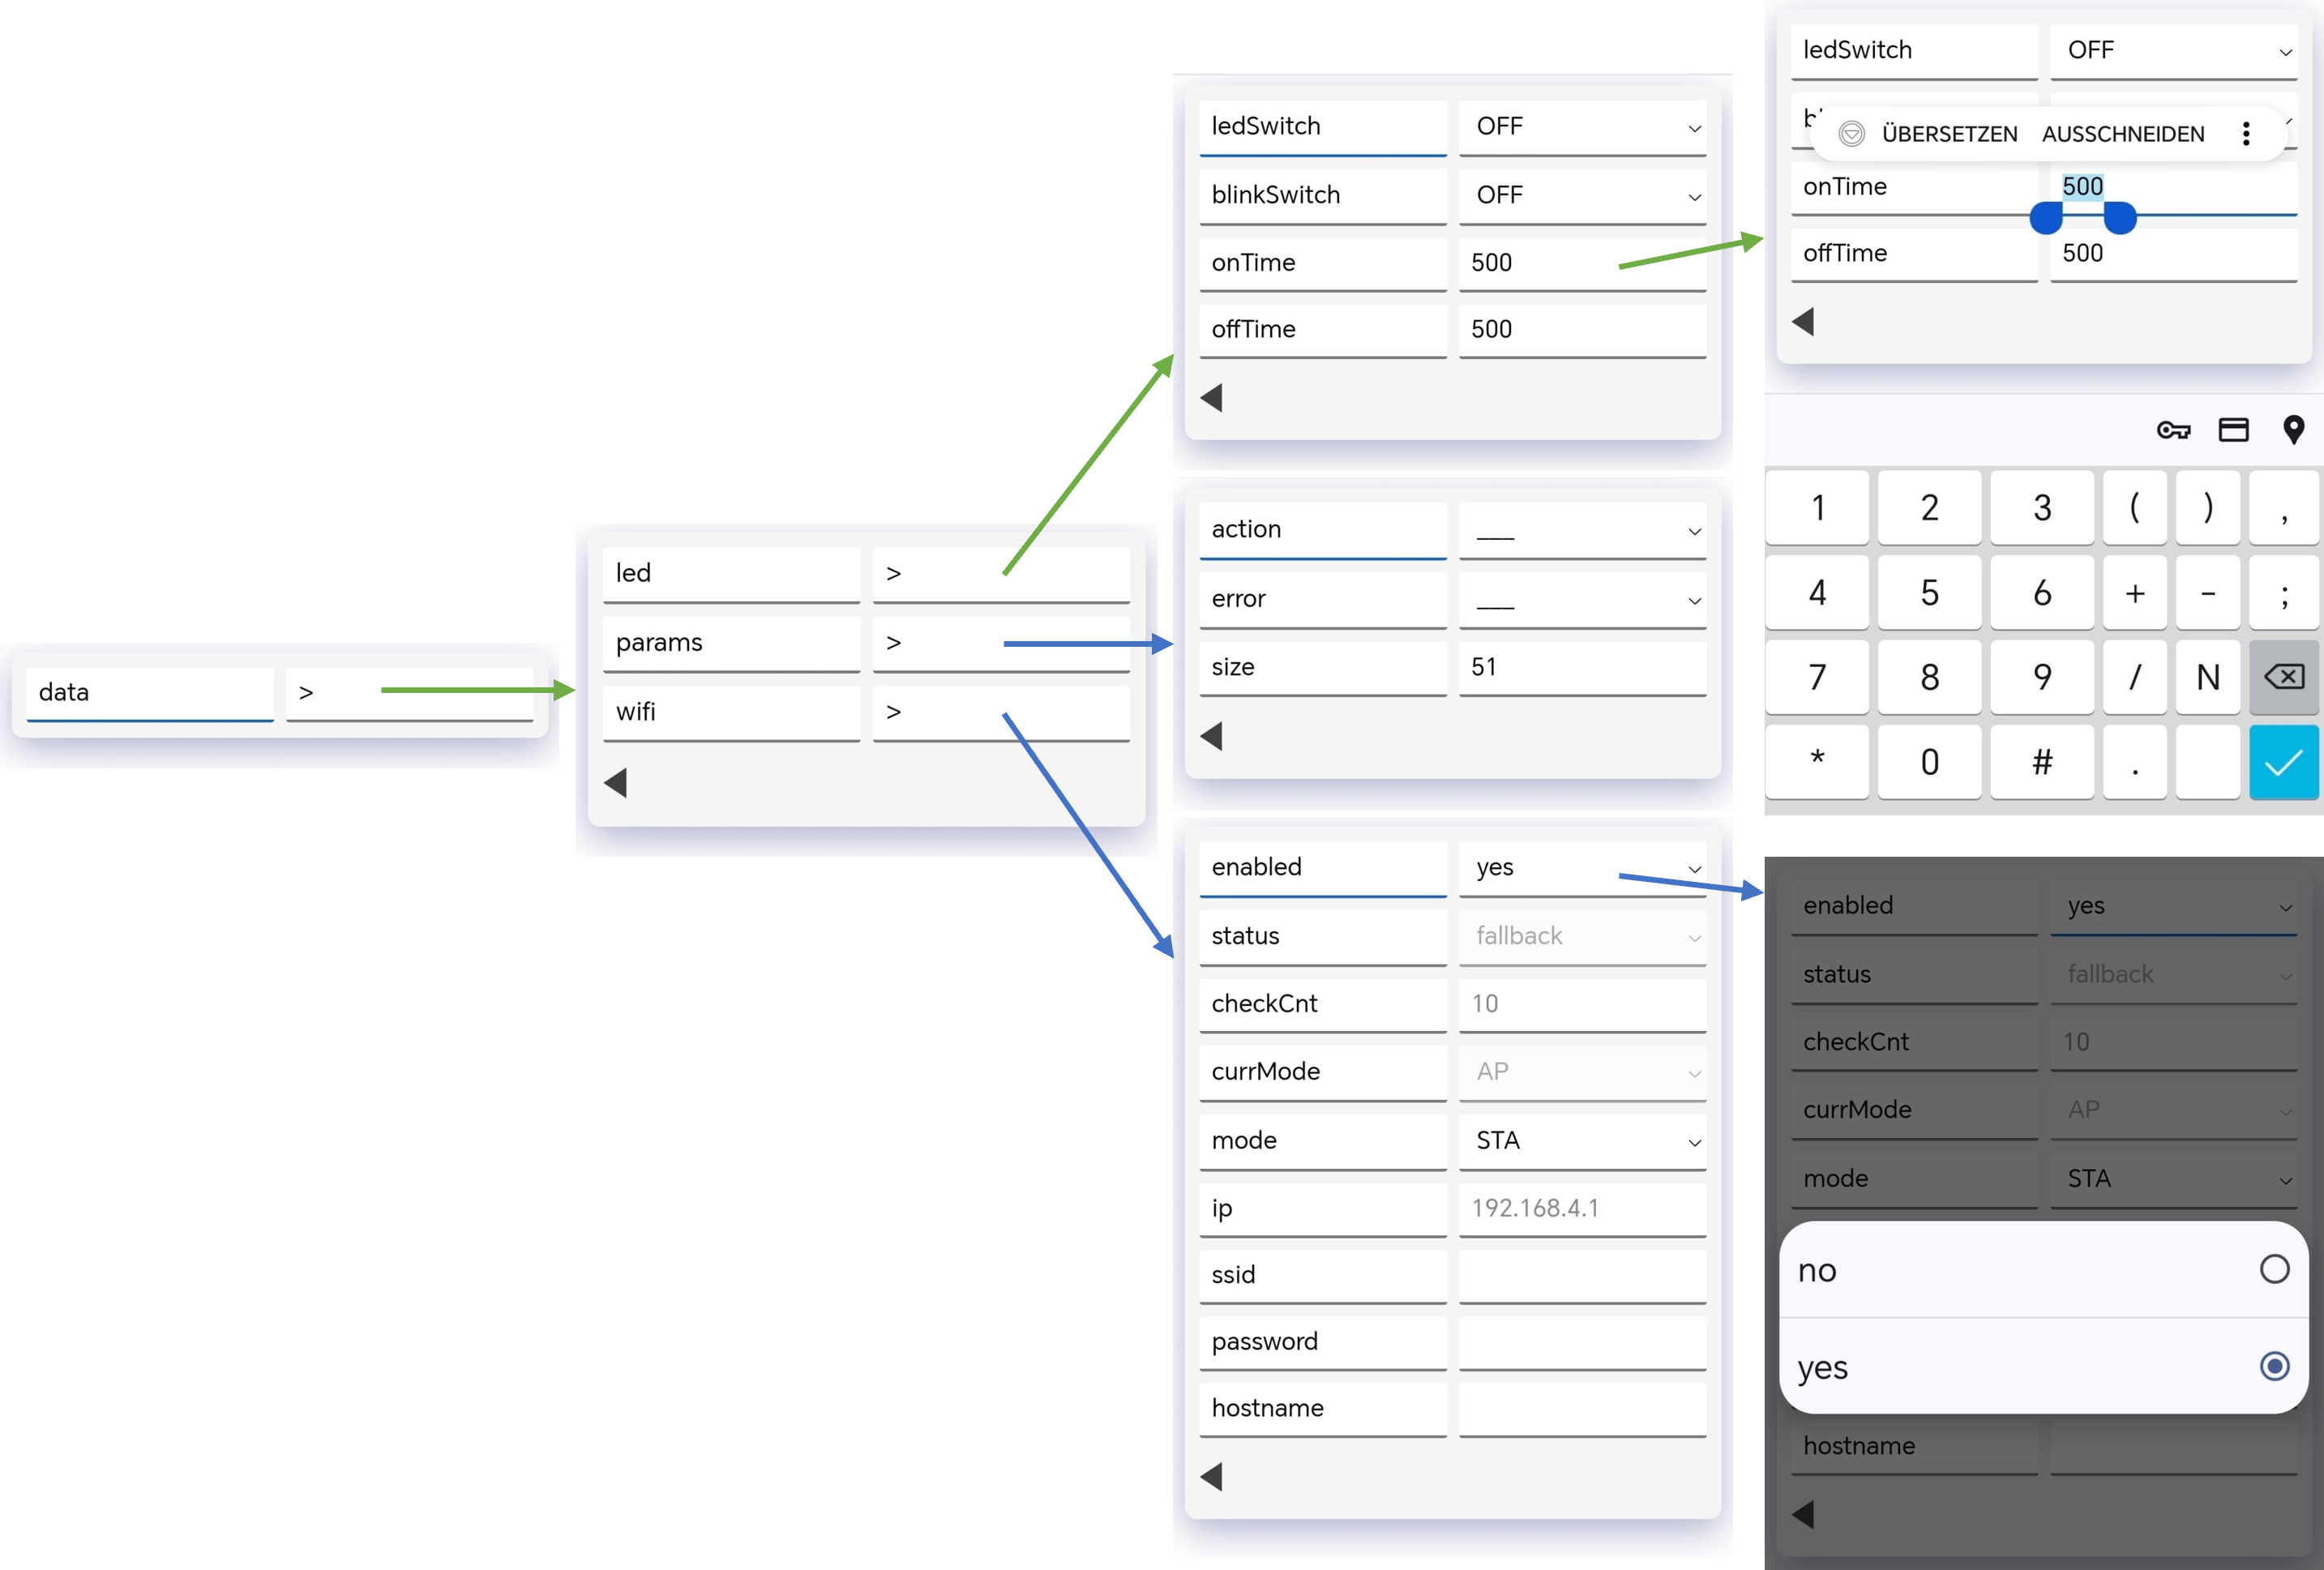 data >
led >
params >
wifi >
ledSwitch OFF
blinkSwitch OFF
onTime 500
offTime 500
action ___
error ___
size 51
enabled yes
status fallback
checkCnt 10
currMode AP
mode STA
ip 192.168.4.1
ssid
password
hostname
ledSwitch OFF
ÜBERSETZEN AUSSCHNEIDEN
onTime 500
offTime 500
1 2 3 ( ) ,
4 5 6 + - ;
7 8 9 / N
* 0 # .
enabled yes
status fallback
checkCnt 10
currMode AP
mode STA
no
yes
hostname